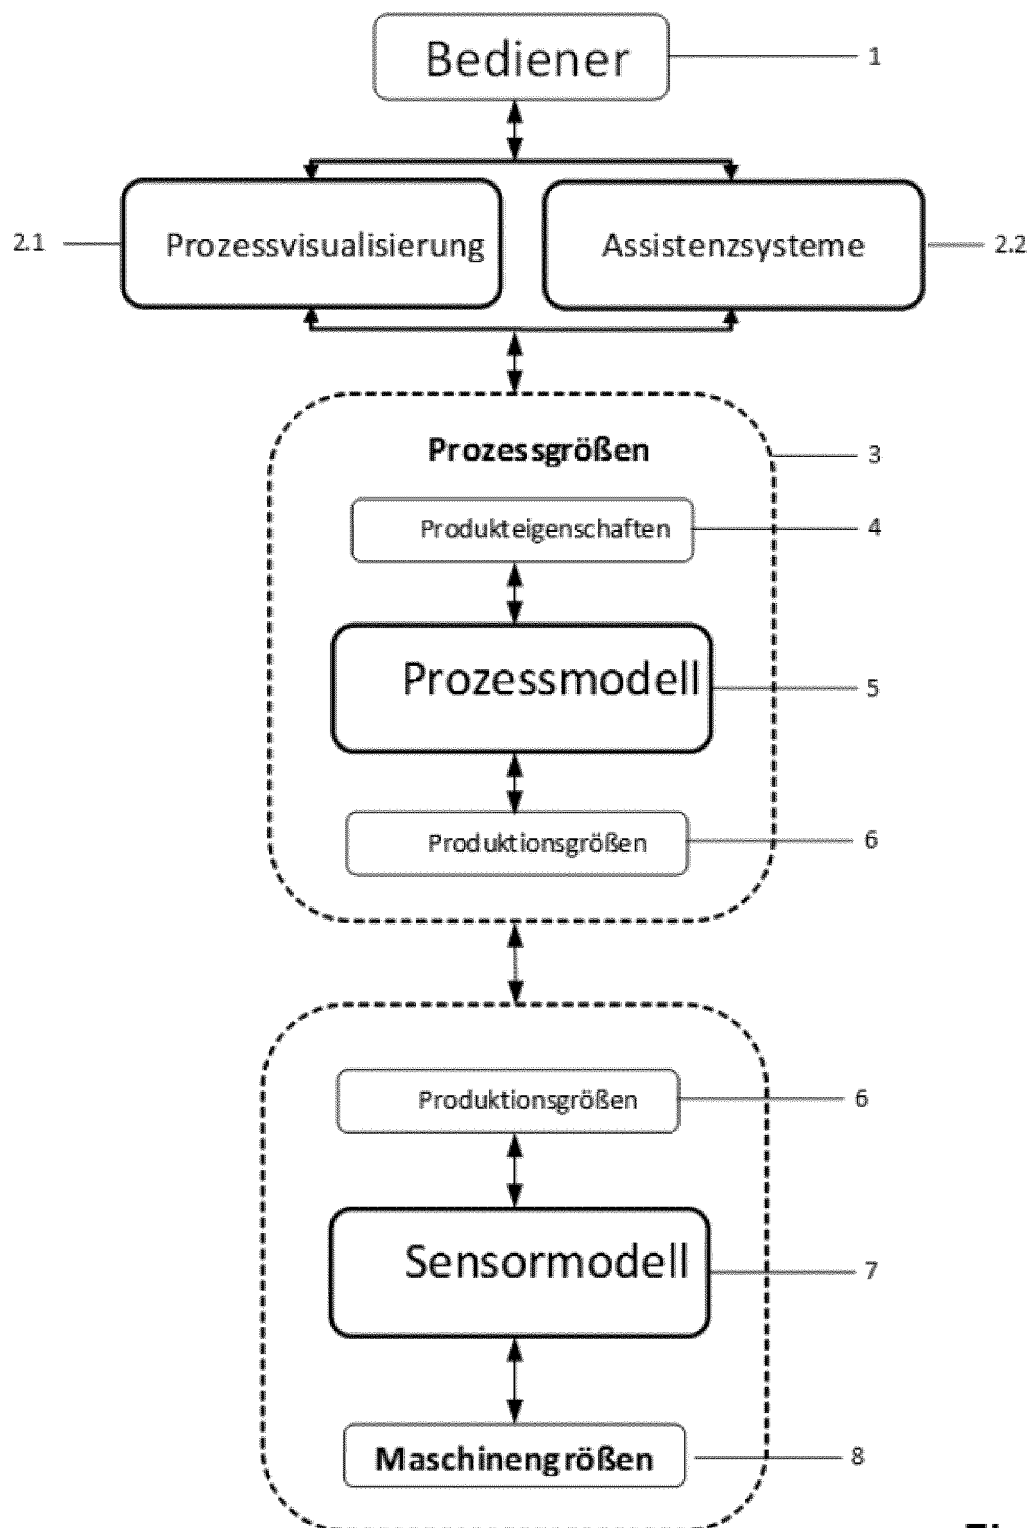 Bediener
1
2.1
Prozessvisualisierung
Assistenzsysteme
2.2
Prozessgrößen
3
Produkteigenschaften
4
Prozessmodell
5
Produktionsgrößen
6
Produktionsgrößen
6
Sensormodell
7
Maschinengrößen
8